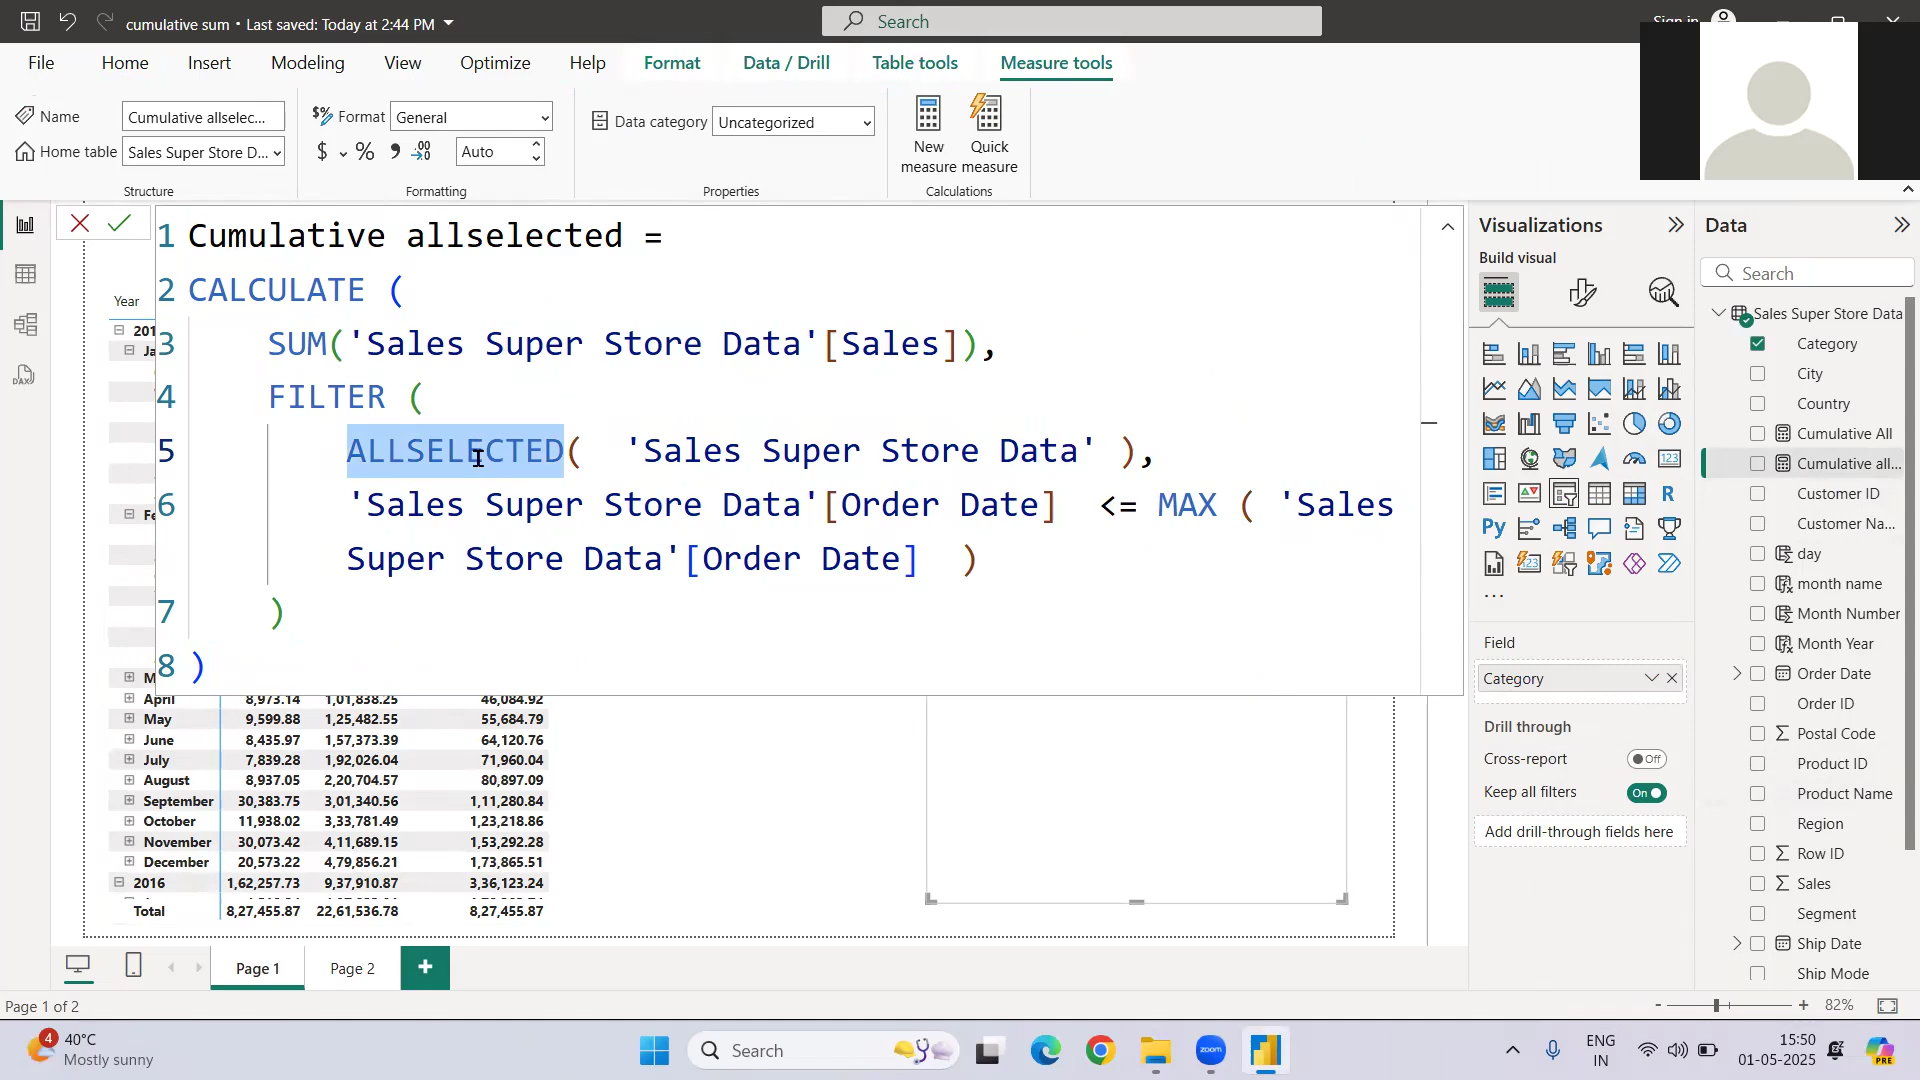 cumulative sum • Last saved: Today at 2:44 PM
Search
File
Home
Insert
Modeling
View
Optimize
Help
Format
Data / Drill
Table tools
Measure tools
Name
Cumulative allselec...
Home table
Sales Super Store D...
Structure
Format
General
$
%
Auto
Formatting
Data category
Uncategorized
Properties
New measure
Quick measure
Calculations
1 Cumulative allselected =
2 CALCULATE (
3 SUM('Sales Super Store Data'[Sales]),
4 FILTER (
5 ALLSELECTED(  'Sales Super Store Data' ),
6 'Sales Super Store Data'[Order Date]  <= MAX ( 'Sales
Super Store Data'[Order Date]  )
7 )
8 )
Year
April 8,973.14 1,01,838.25 46,084.92
May 9,599.88 1,25,482.55 55,684.79
June 8,435.97 1,57,373.39 64,120.76
July 7,839.28 1,92,026.04 71,960.04
August 8,937.05 2,20,704.57 80,897.09
September 30,383.75 3,01,340.56 1,11,280.84
October 11,938.02 3,33,781.49 1,23,218.86
November 30,073.42 4,11,689.15 1,53,292.28
December 20,573.22 4,79,856.21 1,73,865.51
2016 1,62,257.73 9,37,910.87 3,36,123.24
Total 8,27,455.87 22,61,536.78 8,27,455.87
Visualizations
Build visual
123
R
Py
...
Field
Category
Drill through
Cross-report
Off
Keep all filters
On
Add drill-through fields here
Data
Search
Sales Super Store Data
Category
City
Country
Cumulative All
Cumulative all...
Customer ID
Customer Na...
day
month name
Month Number
Month Year
Order Date
Order ID
Postal Code
Product ID
Product Name
Region
Row ID
Sales
Segment
Ship Date
Ship Mode
Page 1
Page 2
+
Page 1 of 2
- + 82%
4
40°C
Mostly sunny
Search
zoom
ENG
IN
15:50
01-05-2025
PRE